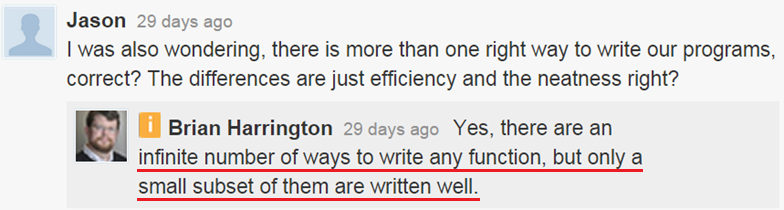 Jason 29 days ago
I was also wondering, there is more than one right way to write our programs,
correct? The differences are just efficiency and the neatness right?
i Brian Harrington 29 days ago Yes, there are an
infinite number of ways to write any function, but only a
small subset of them are written well.